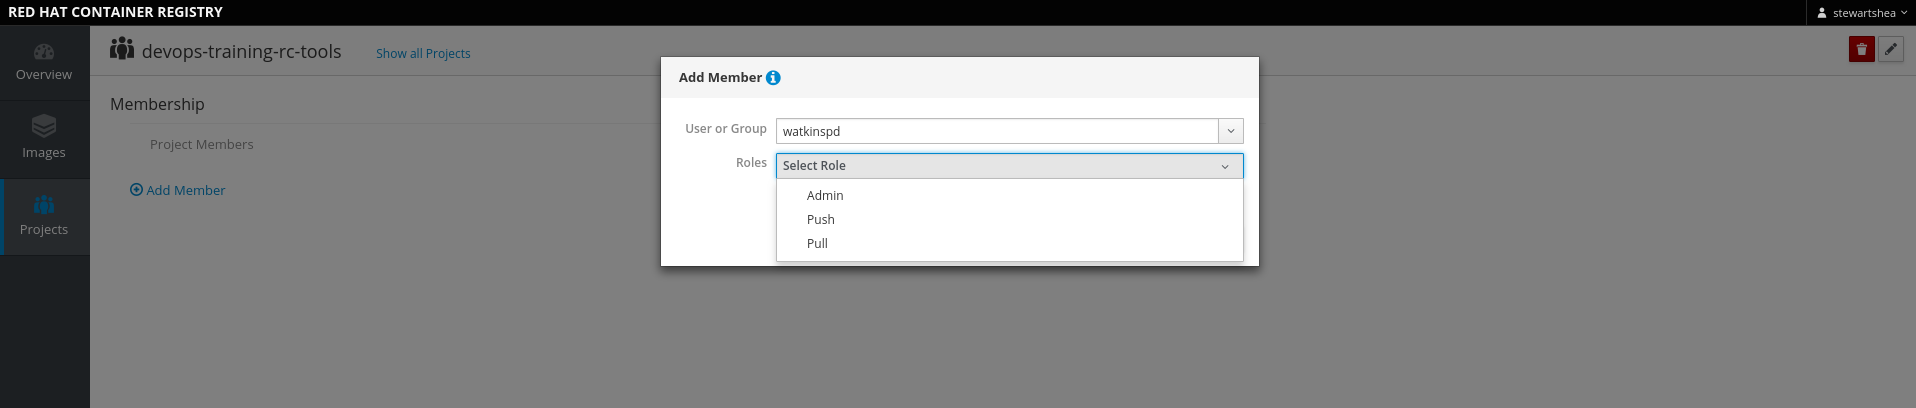 RED HAT CONTAINER REGISTRY
stewartshea
Overview
Images
Projects
devops-training-rc-tools
Show all Projects
Membership
Project Members
Add Member
Add Member
User or Group
watkinspd
Roles
Select Role
Admin
Push
Pull